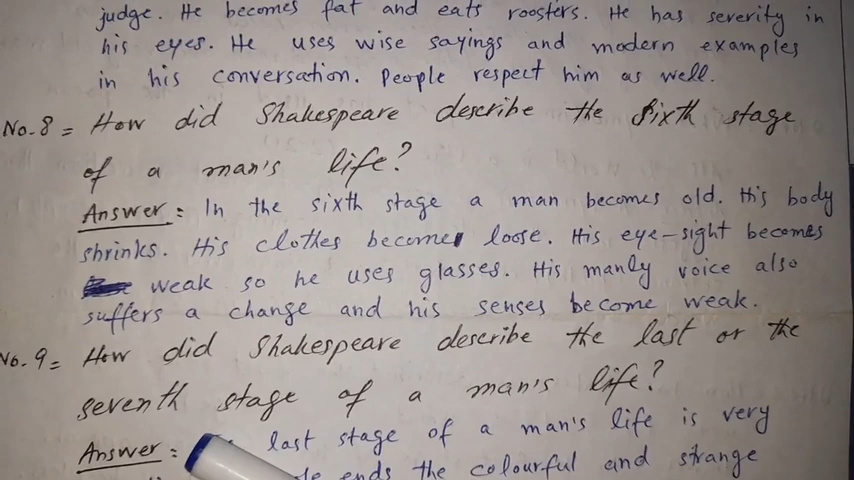 judge. He becomes fat and eats roosters. He has severity in
his eyes. He uses wise sayings and modern examples
in his conversation. People respect him as well.
No.8 = How did Shakespeare describe the sixth stage
of a man's life?
Answer: In the sixth stage a man becomes old. His body
shrinks. His clothes become loose. His eye-sight becomes
weak so he uses glasses. His manly voice also
suffers a change and his senses become weak.
No.9 = How did Shakespeare describe the last or the
seventh stage of a man's life?
Answer: last stage of a man's life is very
ends the colourful and strange